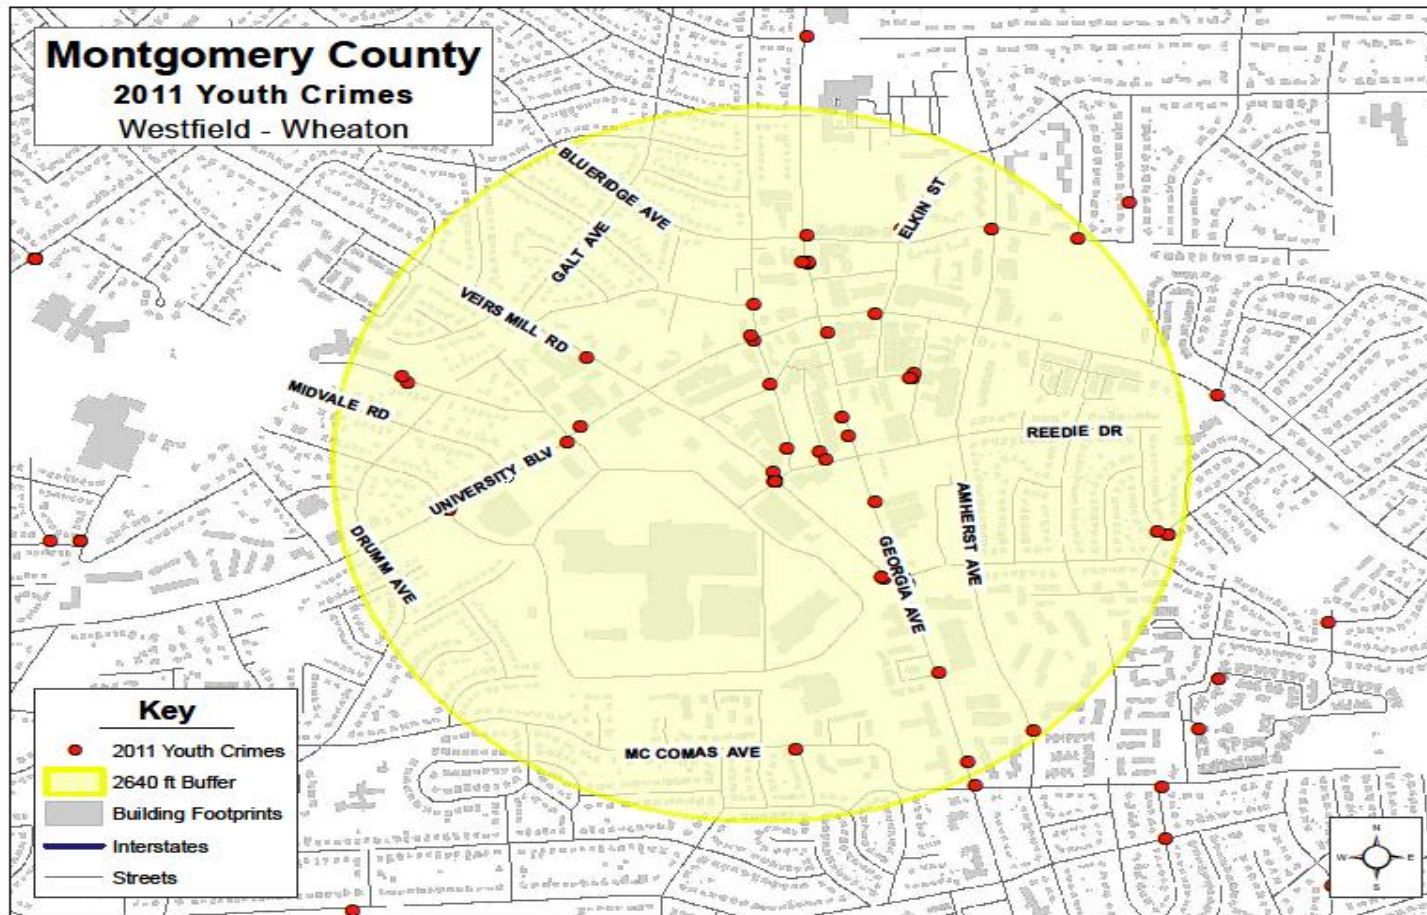 Montgomery County
2011 Youth Crimes
Westfield - Wheaton
BLUERIDGE AVE
ELKIN ST
GALT AVE
VEIRS MILL RD
MIDVALE RD
REEDIE DR
UNIVERSITY BLV
AMHERST AVE
DRUMM AVE
GEORGIA AVE
MC COMAS AVE
Key
2011 Youth Crimes
2640 ft Buffer
Building Footprints
Interstates
Streets
N
W E
S